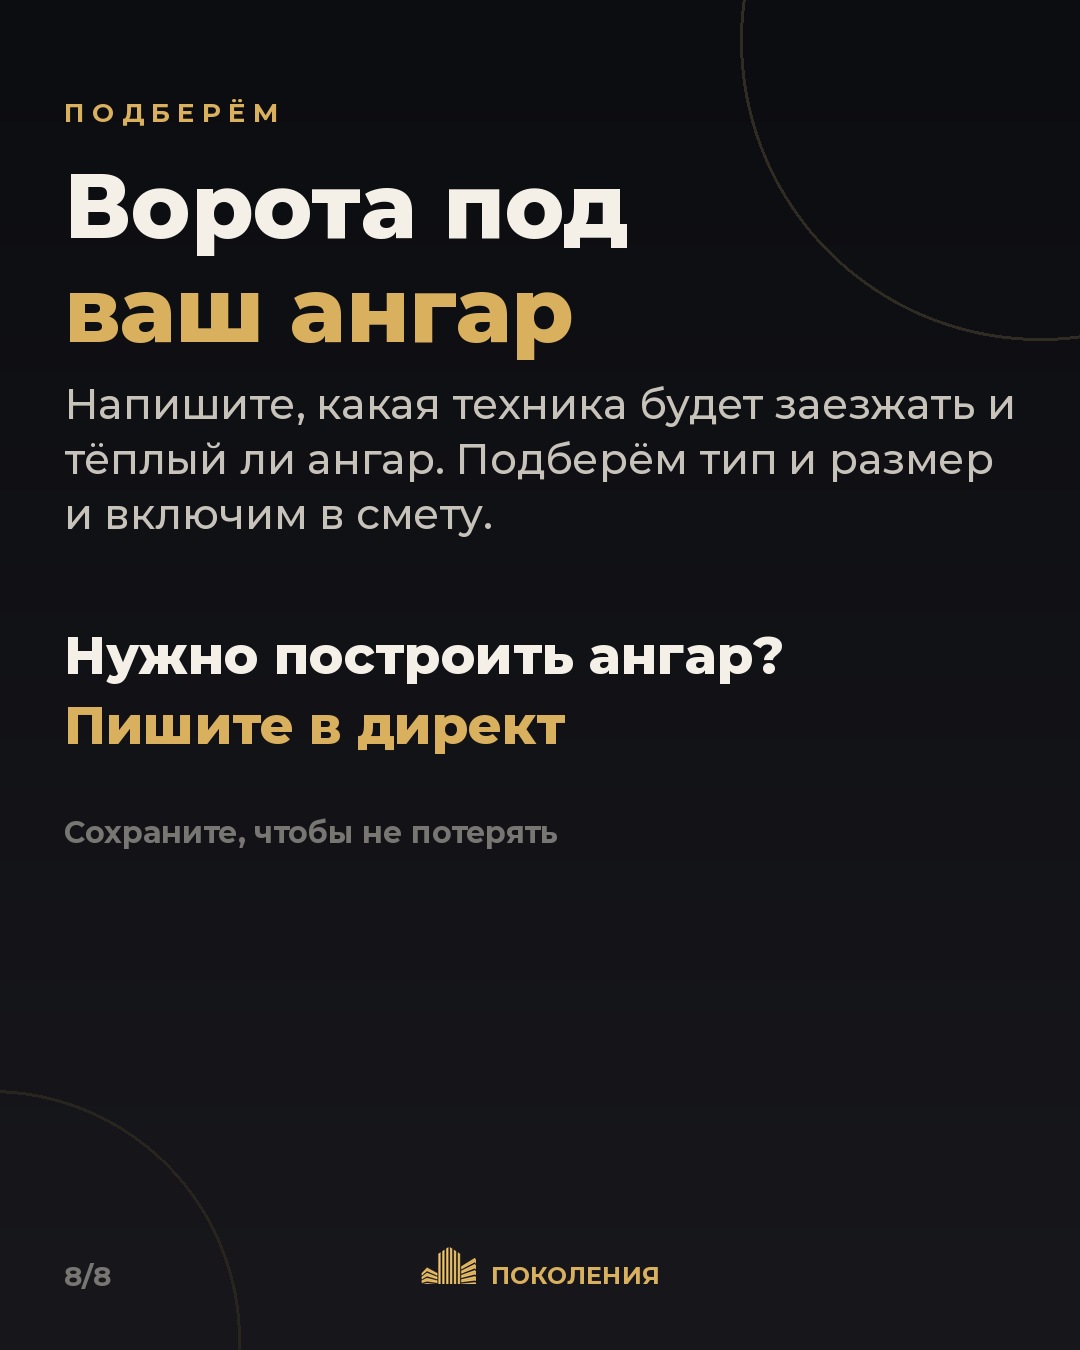 ПОДБЕРЁМ
Ворота под
ваш ангар
Напишите, какая техника будет заезжать и
тёплый ли ангар. Подберём тип и размер
и включим в смету.
Нужно построить ангар?
Пишите в директ
Сохраните, чтобы не потерять
8/8
ПОКОЛЕНИЯ